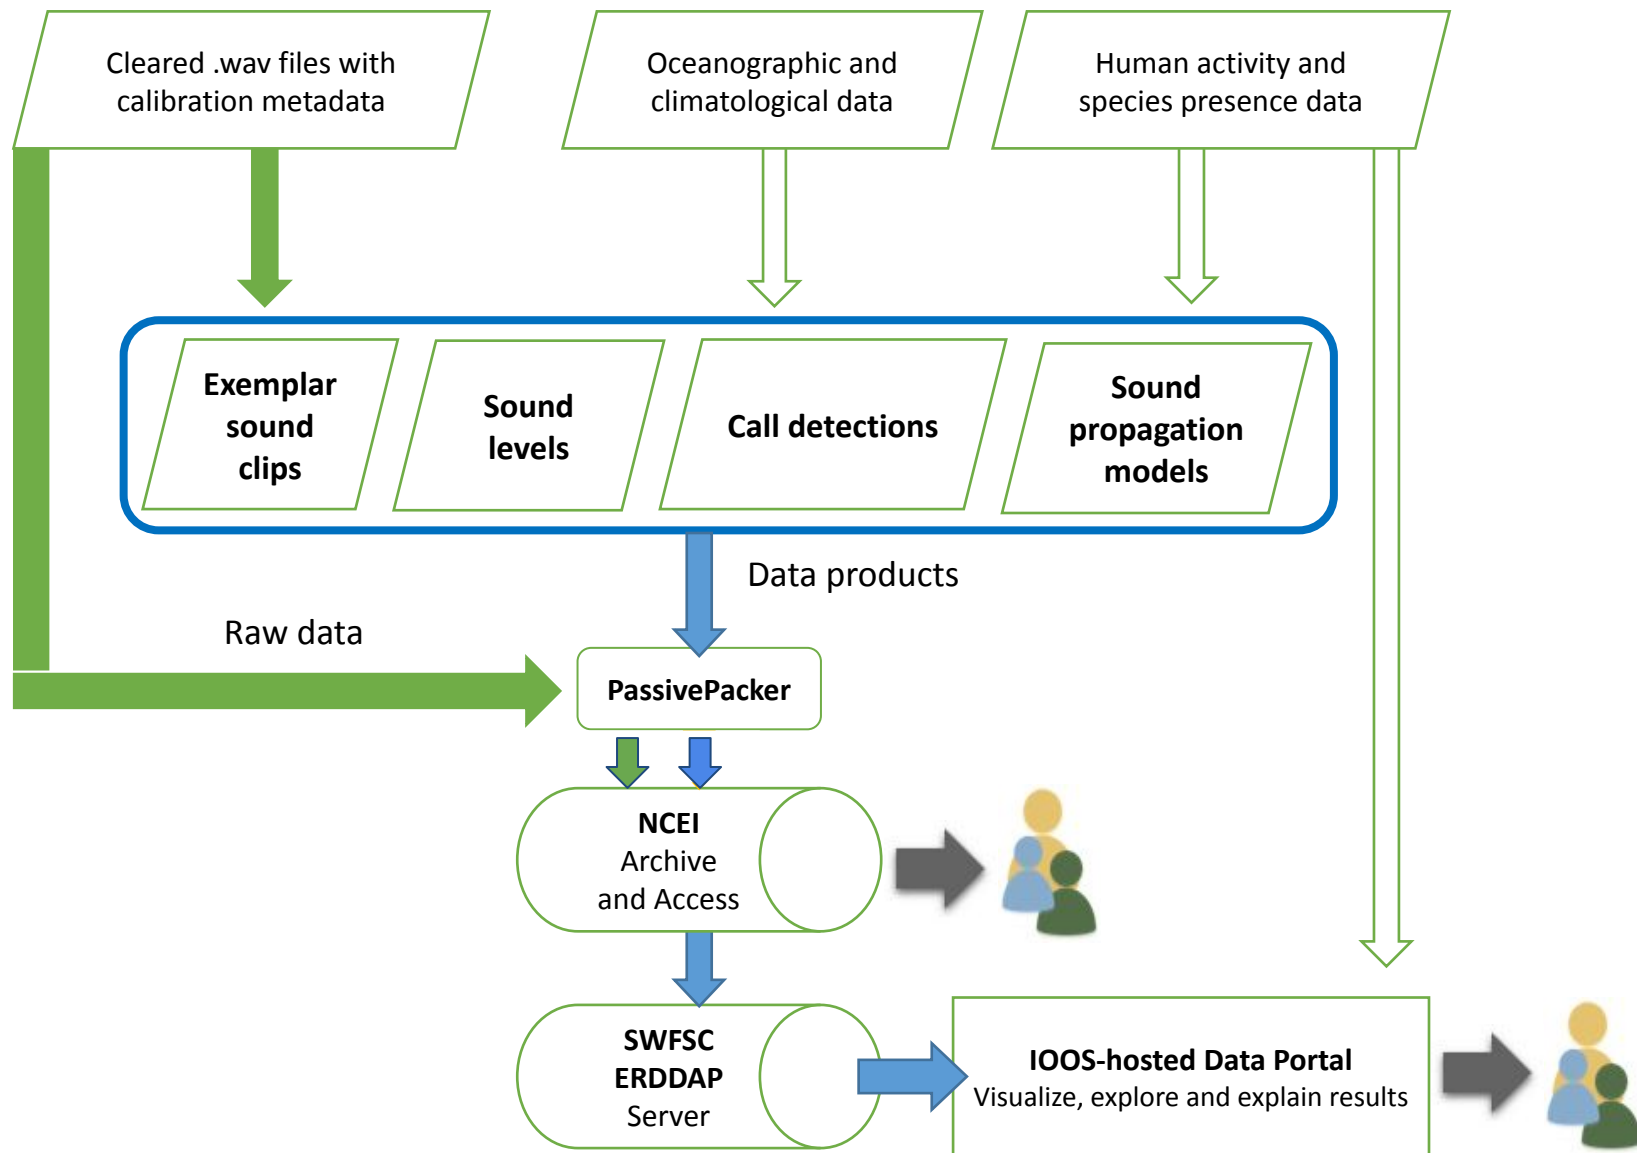 Cleared .wav files with
calibration metadata
Oceanographic and
climatological data
Human activity and
species presence data
Exemplar
sound
clips
Sound
levels
Call detections
Sound
propagation
models
Data products
Raw data
PassivePacker
NCEI
Archive
and Access
SWFSC
ERDDAP
Server
IOOS-hosted Data Portal
Visualize, explore and explain results